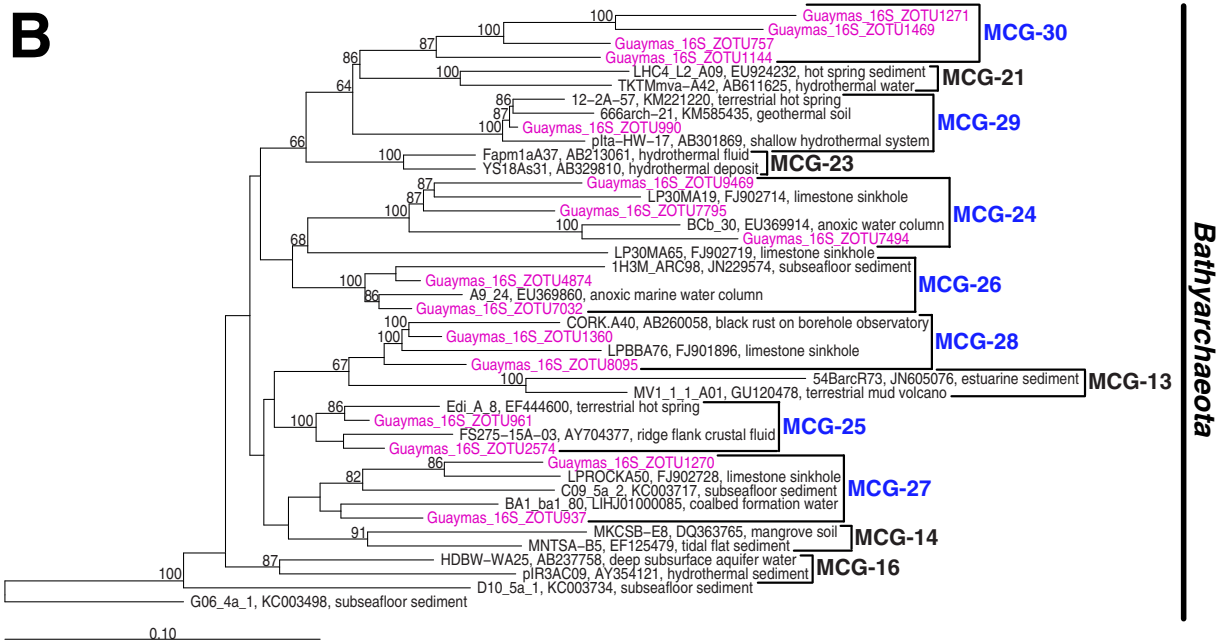 B
100
Guaymas_16S_ZOTU1271
100
Guaymas_16S_ZOTU1469
MCG-30
87
Guaymas_16S_ZOTU757
86
Guaymas_16S_ZOTU1144
100
LHC4_L2_A09, EU924232, hot spring sediment
MCG-21
64
TKTMmva-A42, AB611625, hydrothermal water
86
12-2A-57, KM221220, terrestrial hot spring
87
666arch-21, KM585435, geothermal soil
MCG-29
100
Guaymas_16S_ZOTU990
66
pIta-HW-17, AB301869, shallow hydrothermal system
100
Fapm1aA37, AB213061, hydrothermal fluid
MCG-23
YS18As31, AB329810, hydrothermal deposit
87
Guaymas_16S_ZOTU9469
87
LP30MA19, FJ902714, limestone sinkhole
100
Guaymas_16S_ZOTU7795
MCG-24
100
BCb_30, EU369914, anoxic water column
68
Guaymas_16S_ZOTU7494
LP30MA65, FJ902719, limestone sinkhole
1H3M_ARC98, JN229574, subseafloor sediment
100
Guaymas_16S_ZOTU4874
MCG-26
86
A9_24, EU369860, anoxic marine water column
Guaymas_16S_ZOTU7032
100
CORK.A40, AB260058, black rust on borehole observatory
100
Guaymas_16S_ZOTU1360
MCG-28
LPBBA76, FJ901896, limestone sinkhole
67
Guaymas_16S_ZOTU8095
100
54BarcR73, JN605076, estuarine sediment
MCG-13
MV1_1_1_A01, GU120478, terrestrial mud volcano
86
Edi_A_8, EF444600, terrestrial hot spring
100
Guaymas_16S_ZOTU961
MCG-25
FS275-15A-03, AY704377, ridge flank crustal fluid
Guaymas_16S_ZOTU2574
86
Guaymas_16S_ZOTU1270
82
LPROCKA50, FJ902728, limestone sinkhole
C09_5a_2, KC003717, subseafloor sediment
MCG-27
BA1_ba1_80, LIHJ01000085, coalbed formation water
Guaymas_16S_ZOTU937
91
MKCSB-E8, DQ363765, mangrove soil
MCG-14
MNTSA-B5, EF125479, tidal flat sediment
87
HDBW-WA25, AB237758, deep subsurface aquifer water
MCG-16
100
pIR3AC09, AY354121, hydrothermal sediment
D10_5a_1, KC003734, subseafloor sediment
G06_4a_1, KC003498, subseafloor sediment
0.10
Bathyarchaeota